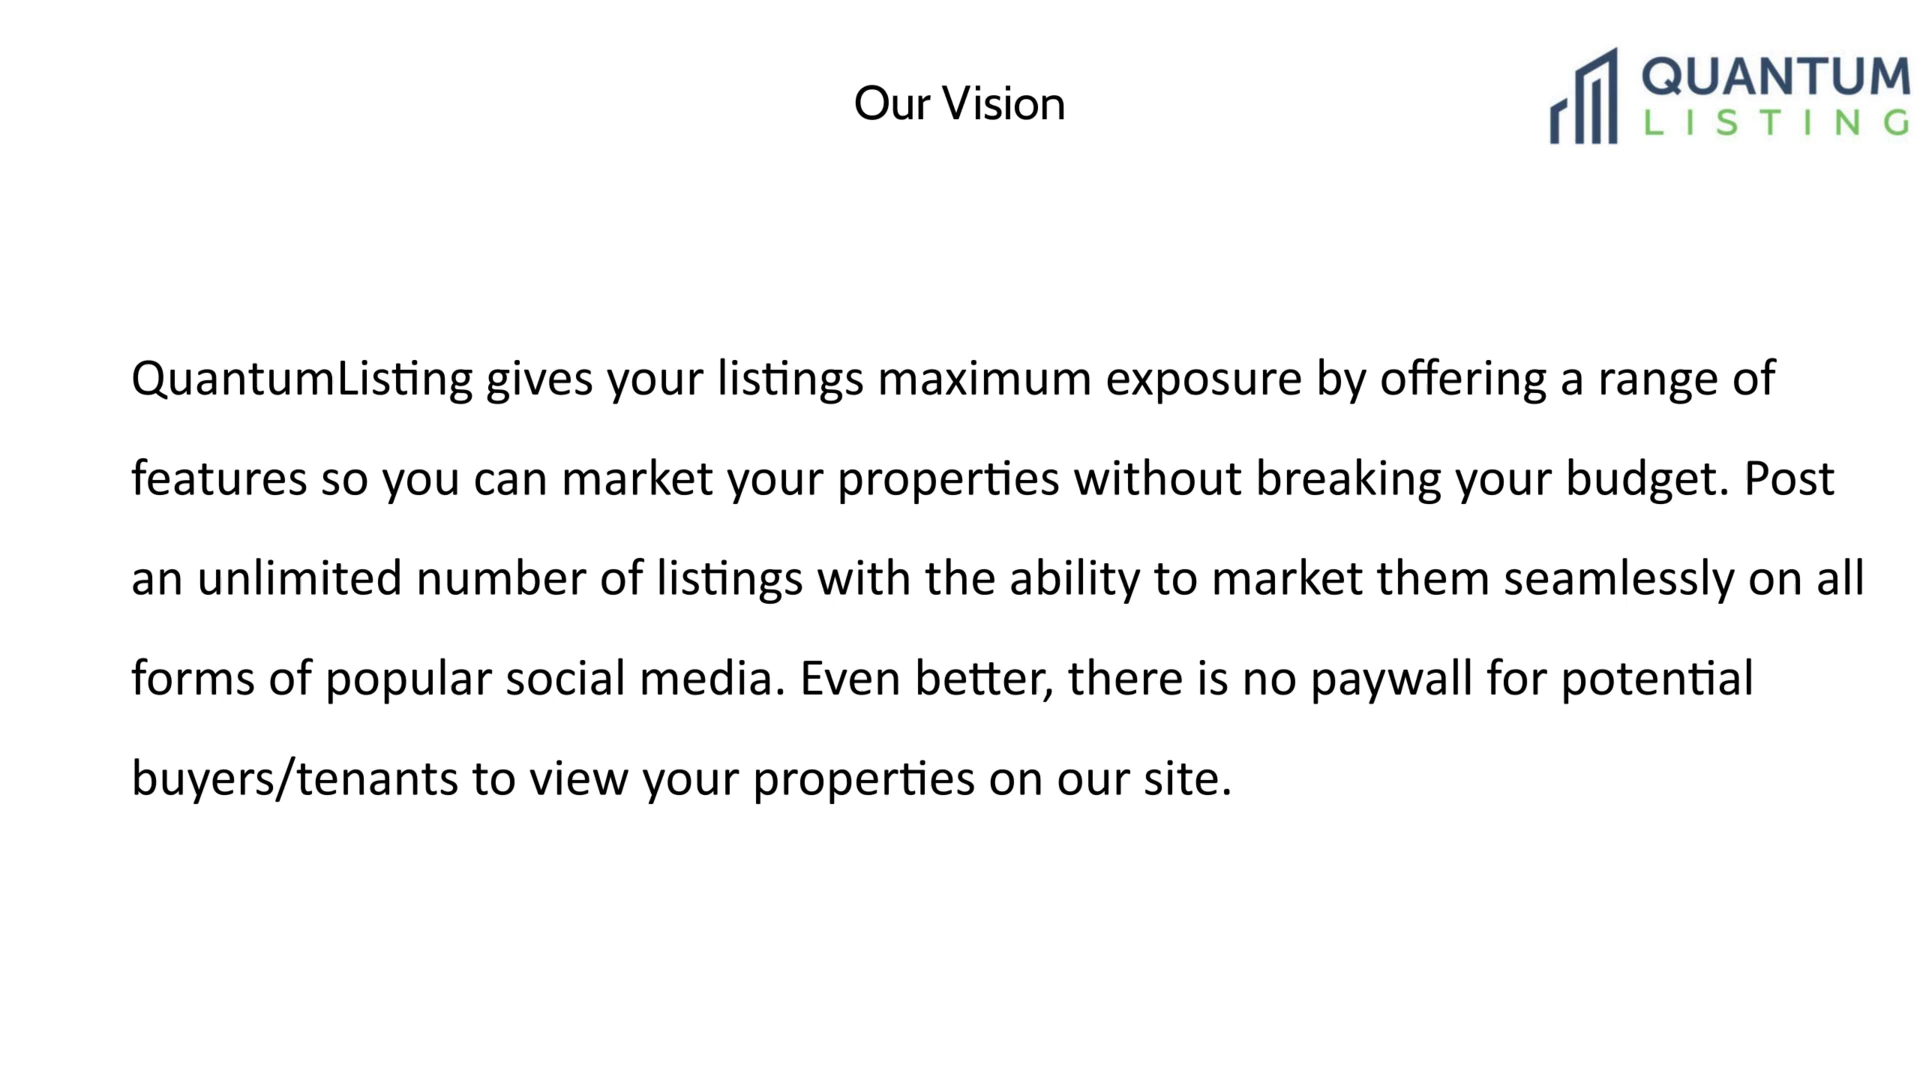 Our Vision
QUANTUM
LISTING
QuantumListing gives your listings maximum exposure by offering a range of
features so you can market your properties without breaking your budget. Post
an unlimited number of listings with the ability to market them seamlessly on all
forms of popular social media. Even better, there is no paywall for potential
buyers/tenants to view your properties on our site.